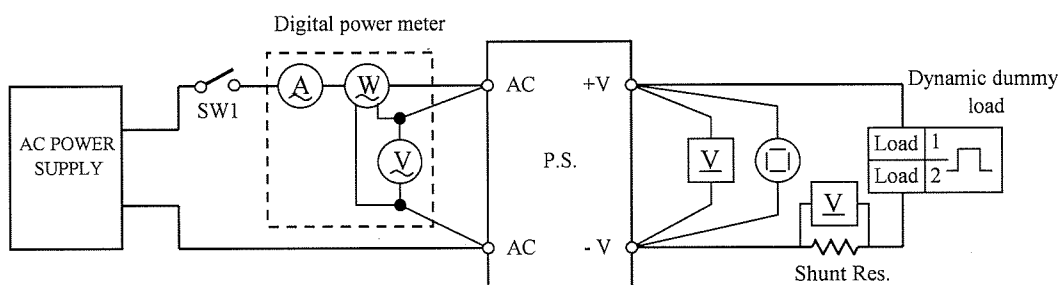 Digital power meter
AC POWER
SUPPLY
SW1
A
W
V
AC
AC
P.S.
+V
- V
V
V
Shunt Res.
Dynamic dummy
load
Load 1
Load 2